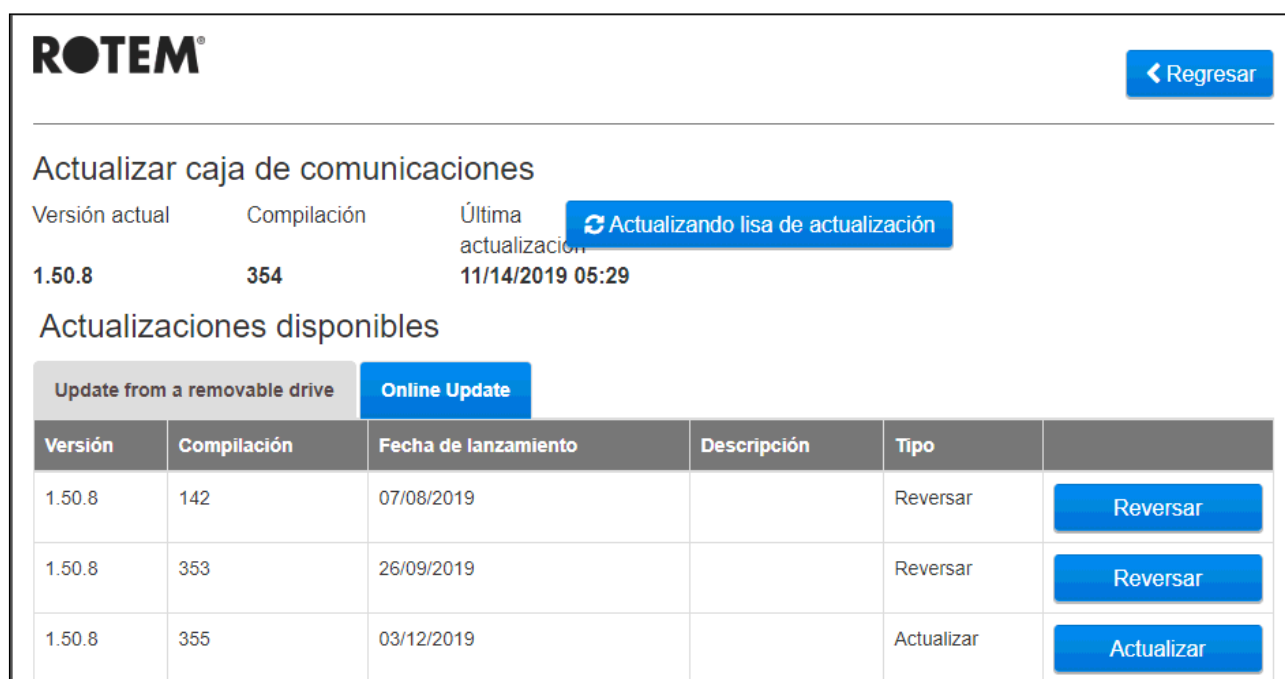 ROTEM®
Regresar
Actualizar caja de comunicaciones
Versión actual Compilación Última actualización
Actualizando lisa de actualización
1.50.8 354 11/14/2019 05:29
Actualizaciones disponibles
Update from a removable drive Online Update
Versión Compilación Fecha de lanzamiento Descripción Tipo
1.50.8 142 07/08/2019 Reversar Reversar
1.50.8 353 26/09/2019 Reversar Reversar
1.50.8 355 03/12/2019 Actualizar Actualizar